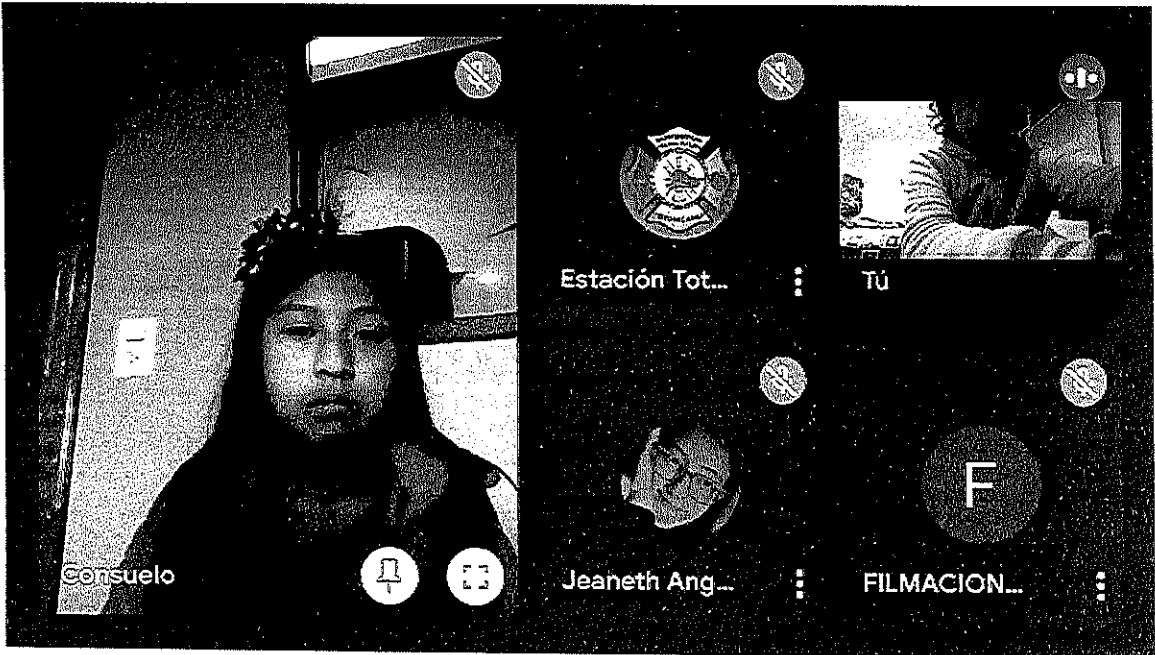 Estación Tot...
Tú
Consuelo
Jeaneth Ang...
F
FILMACION...